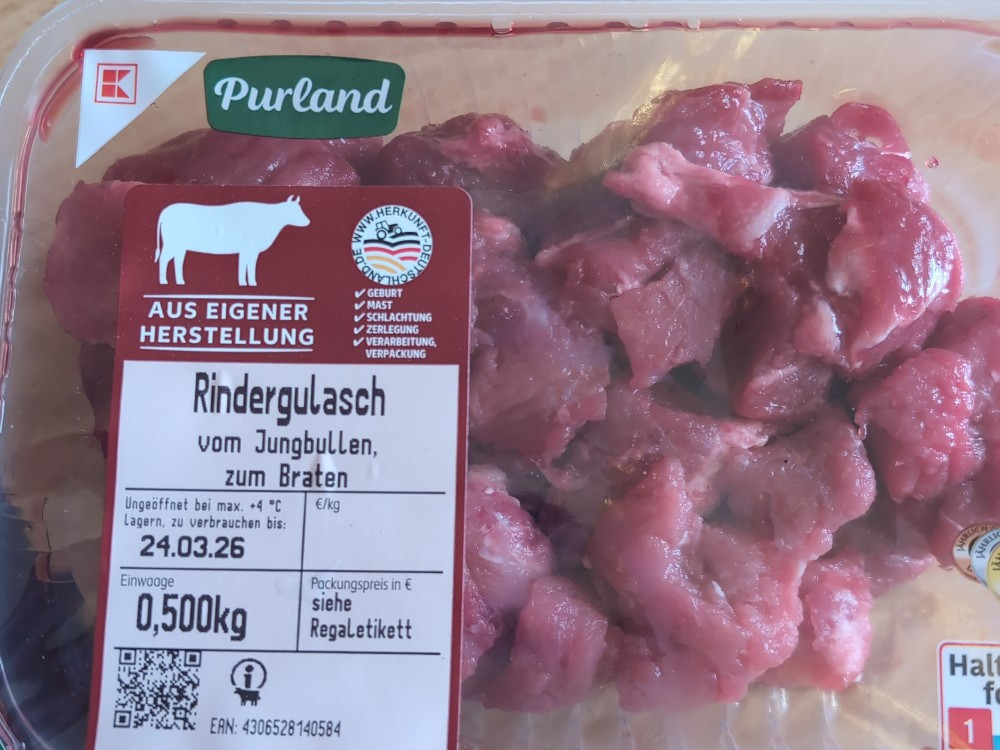 K
Purland
WWW.HERKUNFT-DEUTSCHLAND.DE
AUS EIGENER
HERSTELLUNG
✓ GEBURT
✓ MAST
✓ SCHLACHTUNG
✓ ZERLEGUNG
✓ VERARBEITUNG,
VERPACKUNG
Rindergulasch
vom Jungbullen,
zum Braten
Ungeöffnet bei max. +4 °C
Lagern, zu verbrauchen bis:
24.03.26
€/kg
Einwaage
0,500kg
Packungspreis in €
siehe
Regaletikett
i
EAN: 4306528140584
1